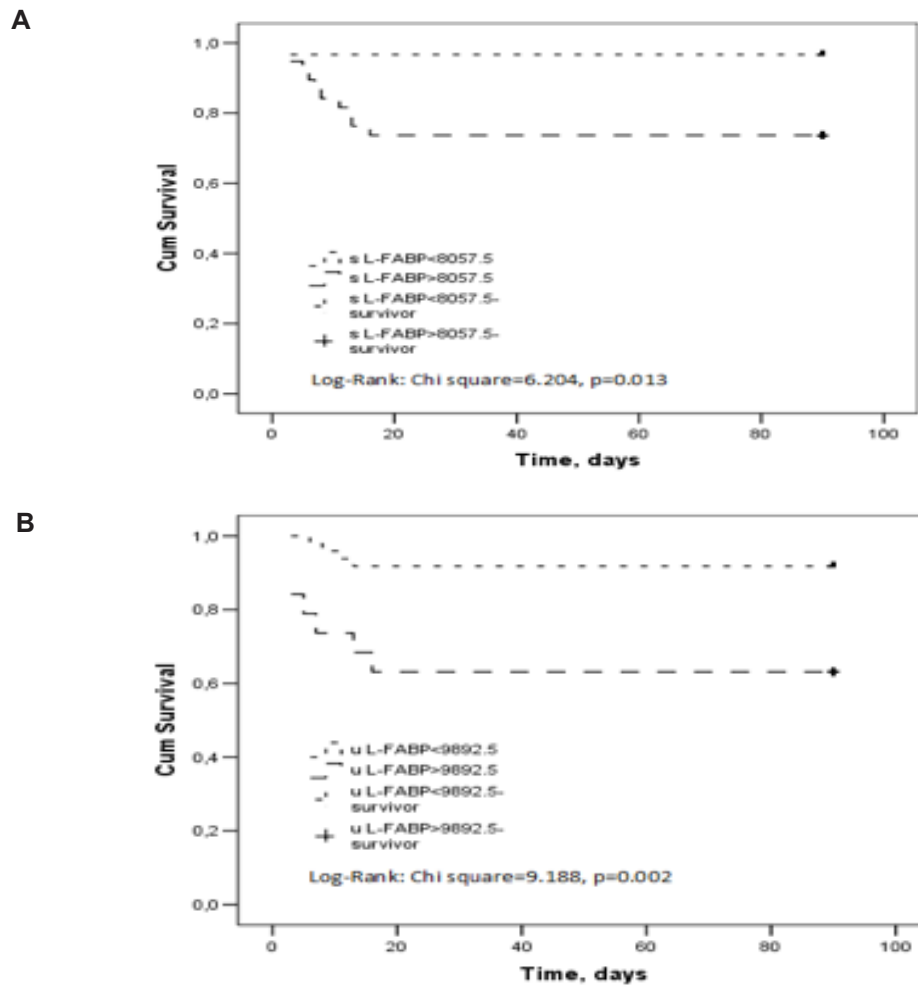 A
1,0
0,8
0,6
0,4
0,2
0,0
Cum Survival
s L-FABP<8057.5
s L-FABP>8057.5
s L-FABP<8057.5-
survivor
s L-FABP>8057.5-
survivor
Log-Rank: Chi square=6.204, p=0.013
0 20 40 60 80 100
Time, days
B
1,0
0,8
0,6
0,4
0,2
0,0
Cum Survival
u L-FABP<9892.5
u L-FABP>9892.5
u L-FABP<9892.5-
survivor
u L-FABP>9892.5-
survivor
Log-Rank: Chi square=9.188, p=0.002
0 20 40 60 80 100
Time, days